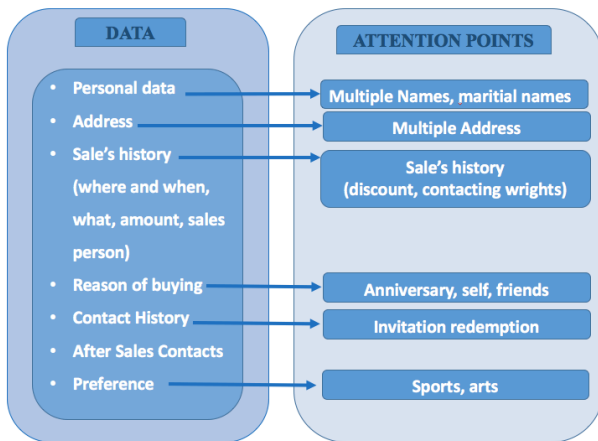 DATA
• Personal data
• Address
• Sale's history
(where and when,
what, amount, sales
person)
• Reason of buying
• Contact History
• After Sales Contacts
• Preference
ATTENTION POINTS
Multiple Names, maritial names
Multiple Address
Sale's history
(discount, contacting wrights)
Anniversary, self, friends
Invitation redemption
Sports, arts